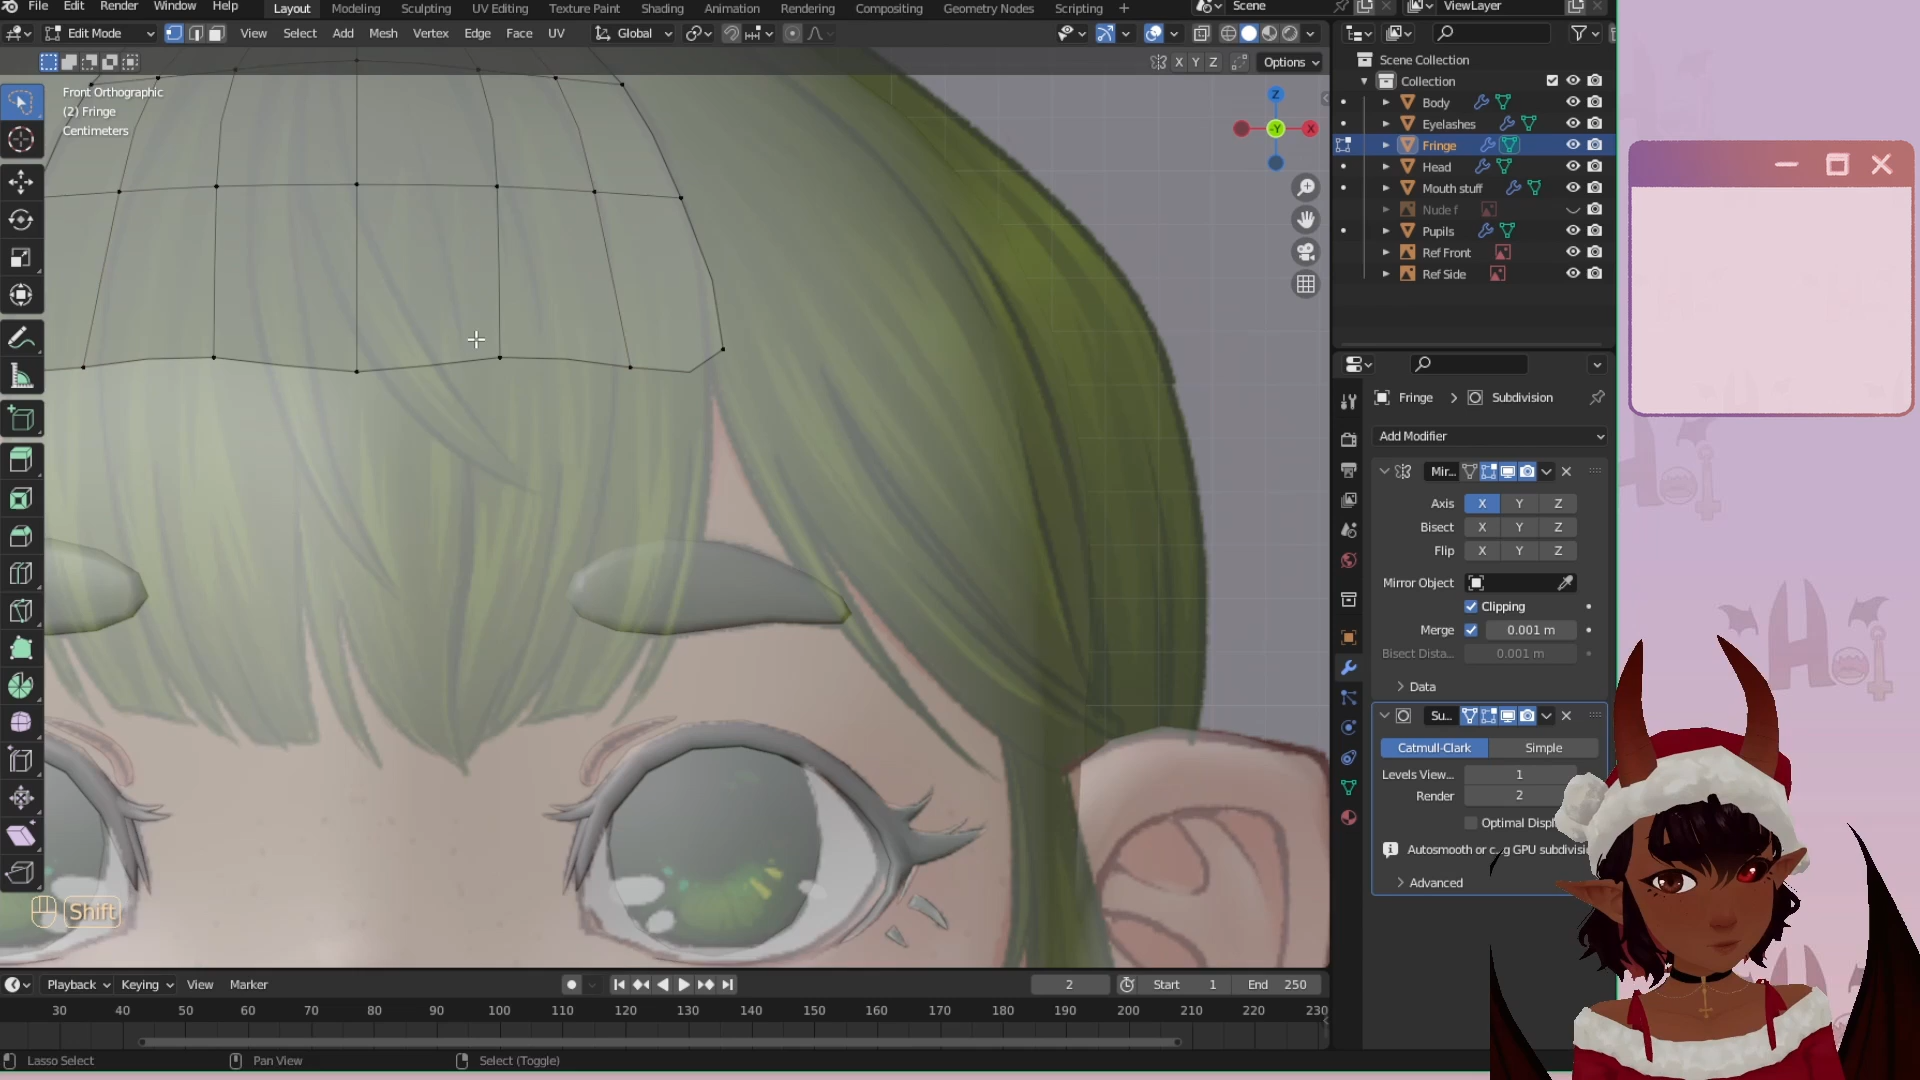 File Edit Render Window Help Layout Modeling Sculpting UV Editing Texture Paint Shading Animation Rendering Compositing Geometry Nodes Scripting + Scene ViewLayer
Edit Mode View Select Add Mesh Vertex Edge Face UV Global
X Y Z Options
Front Orthographic
(2) Fringe
Centimeters
Z
-Y
X
Scene Collection
Collection
Body
Eyelashes
Fringe
Head
Mouth stuff
Nude f
Pupils
Ref Front
Ref Side
Fringe > Subdivision
Add Modifier
Mir...
Axis X Y Z
Bisect X Y Z
Flip X Y Z
Mirror Object
Clipping
Merge 0.001 m
Bisect Dista... 0.001 m
Data
Su...
Catmull-Clark Simple
Levels View... 1
Render 2
Optimal Displ
Autosmooth or c...g GPU subdivisi
Advanced
Shift
Playback Keying View Marker 2 Start 1 End 250
30 40 50 60 70 80 90 100 110 120 130 140 150 160 170 180 190 200 210 220 230
Lasso Select Pan View Select (Toggle)